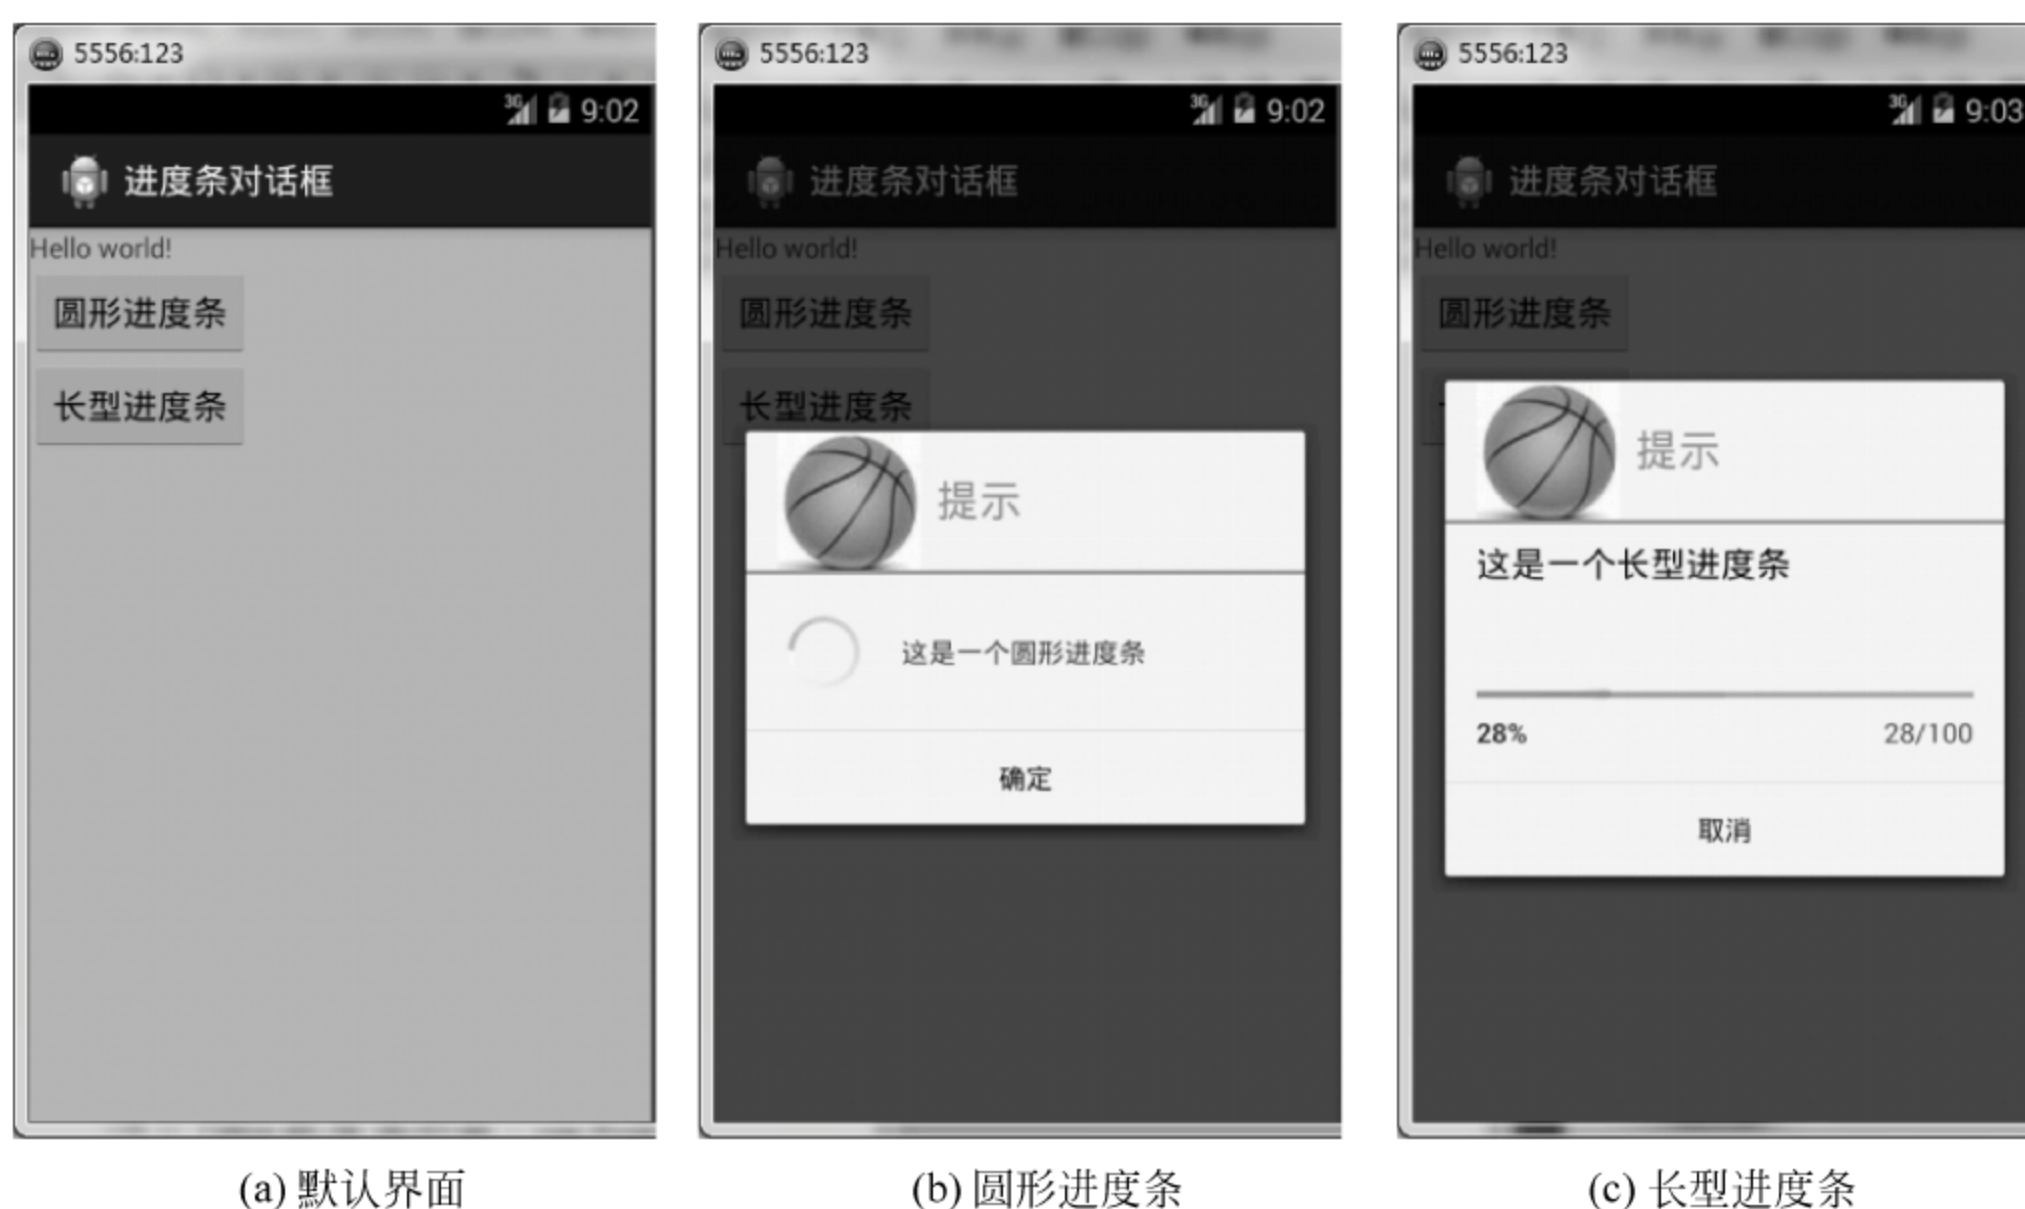 5556:123
3G 9:02
进度条对话框
Hello world!
圆形进度条
长型进度条
(a) 默认界面
5556:123
3G 9:02
进度条对话框
Hello world!
圆形进度条
长型进度条
提示
这是一个圆形进度条
确定
(b) 圆形进度条
5556:123
3G 9:03
进度条对话框
Hello world!
圆形进度条
提示
这是一个长型进度条
28% 28/100
取消
(c) 长型进度条